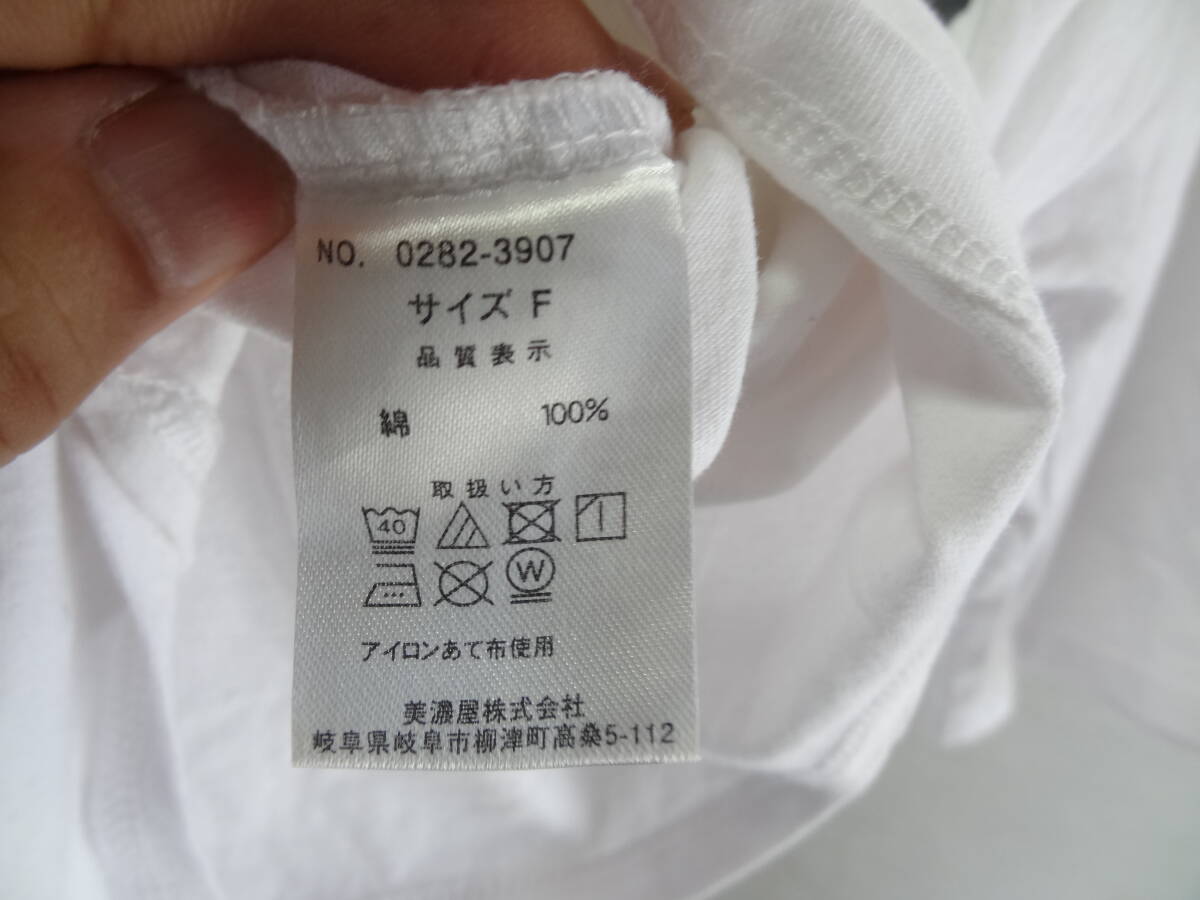 NO. 0282-3907
サイズ F
品質表示
綿 100%
取扱い方
40
W
アイロンあて布使用
美濃屋株式会社
岐阜県岐阜市柳津町高桑5-112